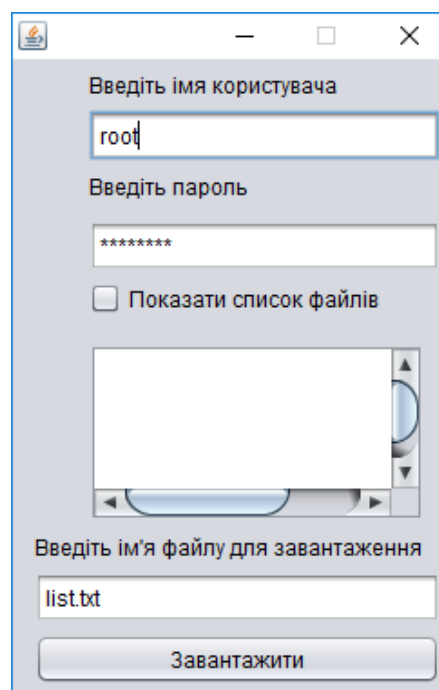 Введіть імя користувача
root
Введіть пароль
********
Показати список файлів
Введіть ім'я файлу для завантаження
list.txt
Завантажити